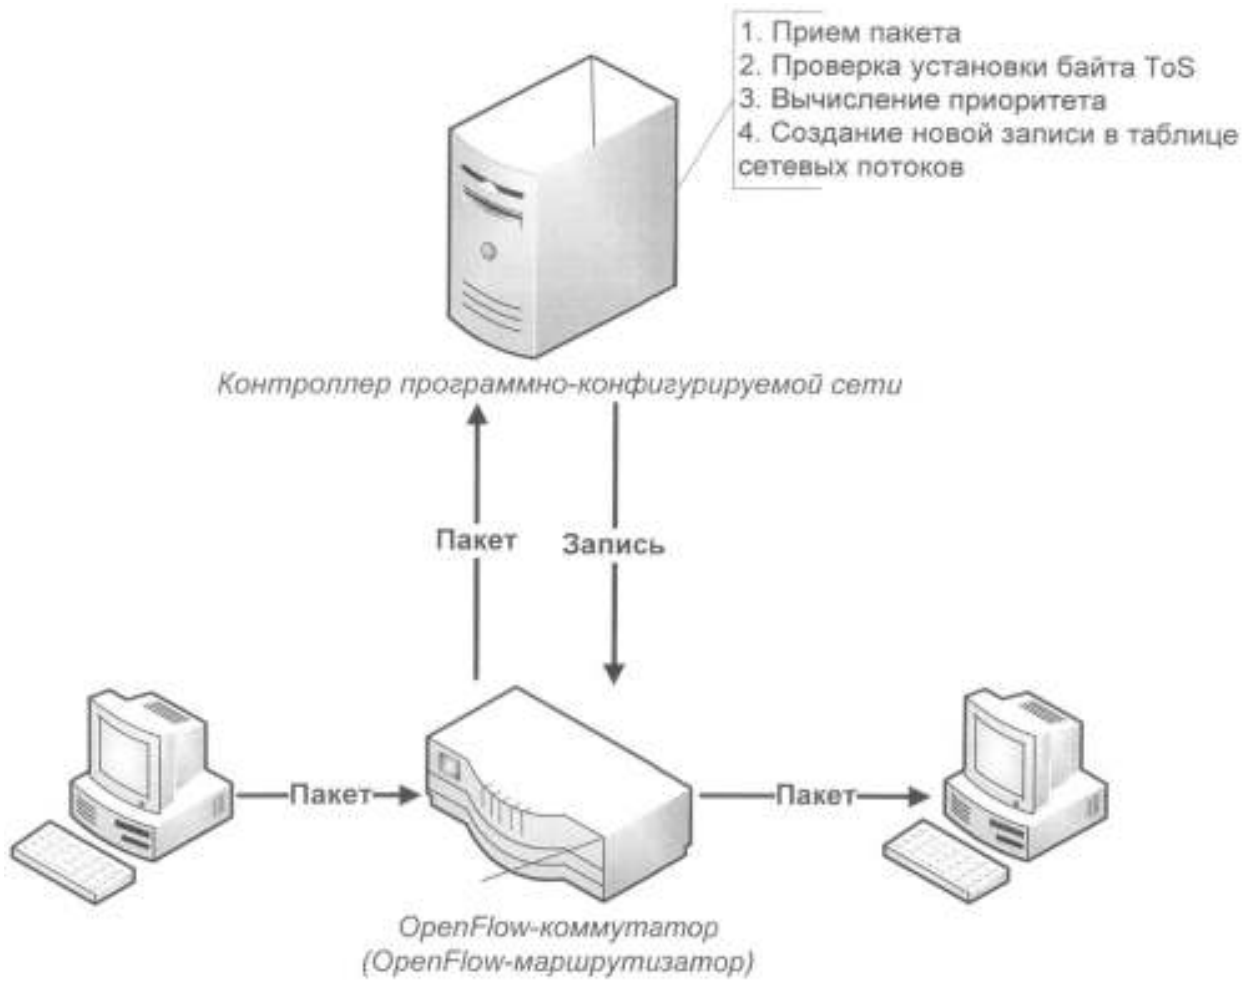 1. Прием пакета
2. Проверка установки байта ToS
3. Вычисление приоритета
4. Создание новой записи в таблице
сетевых потоков
Контроллер программно-конфигурируемой сети
Пакет
Запись
Пакет
Пакет
OpenFlow-коммутатор
(OpenFlow-маршрутизатор)